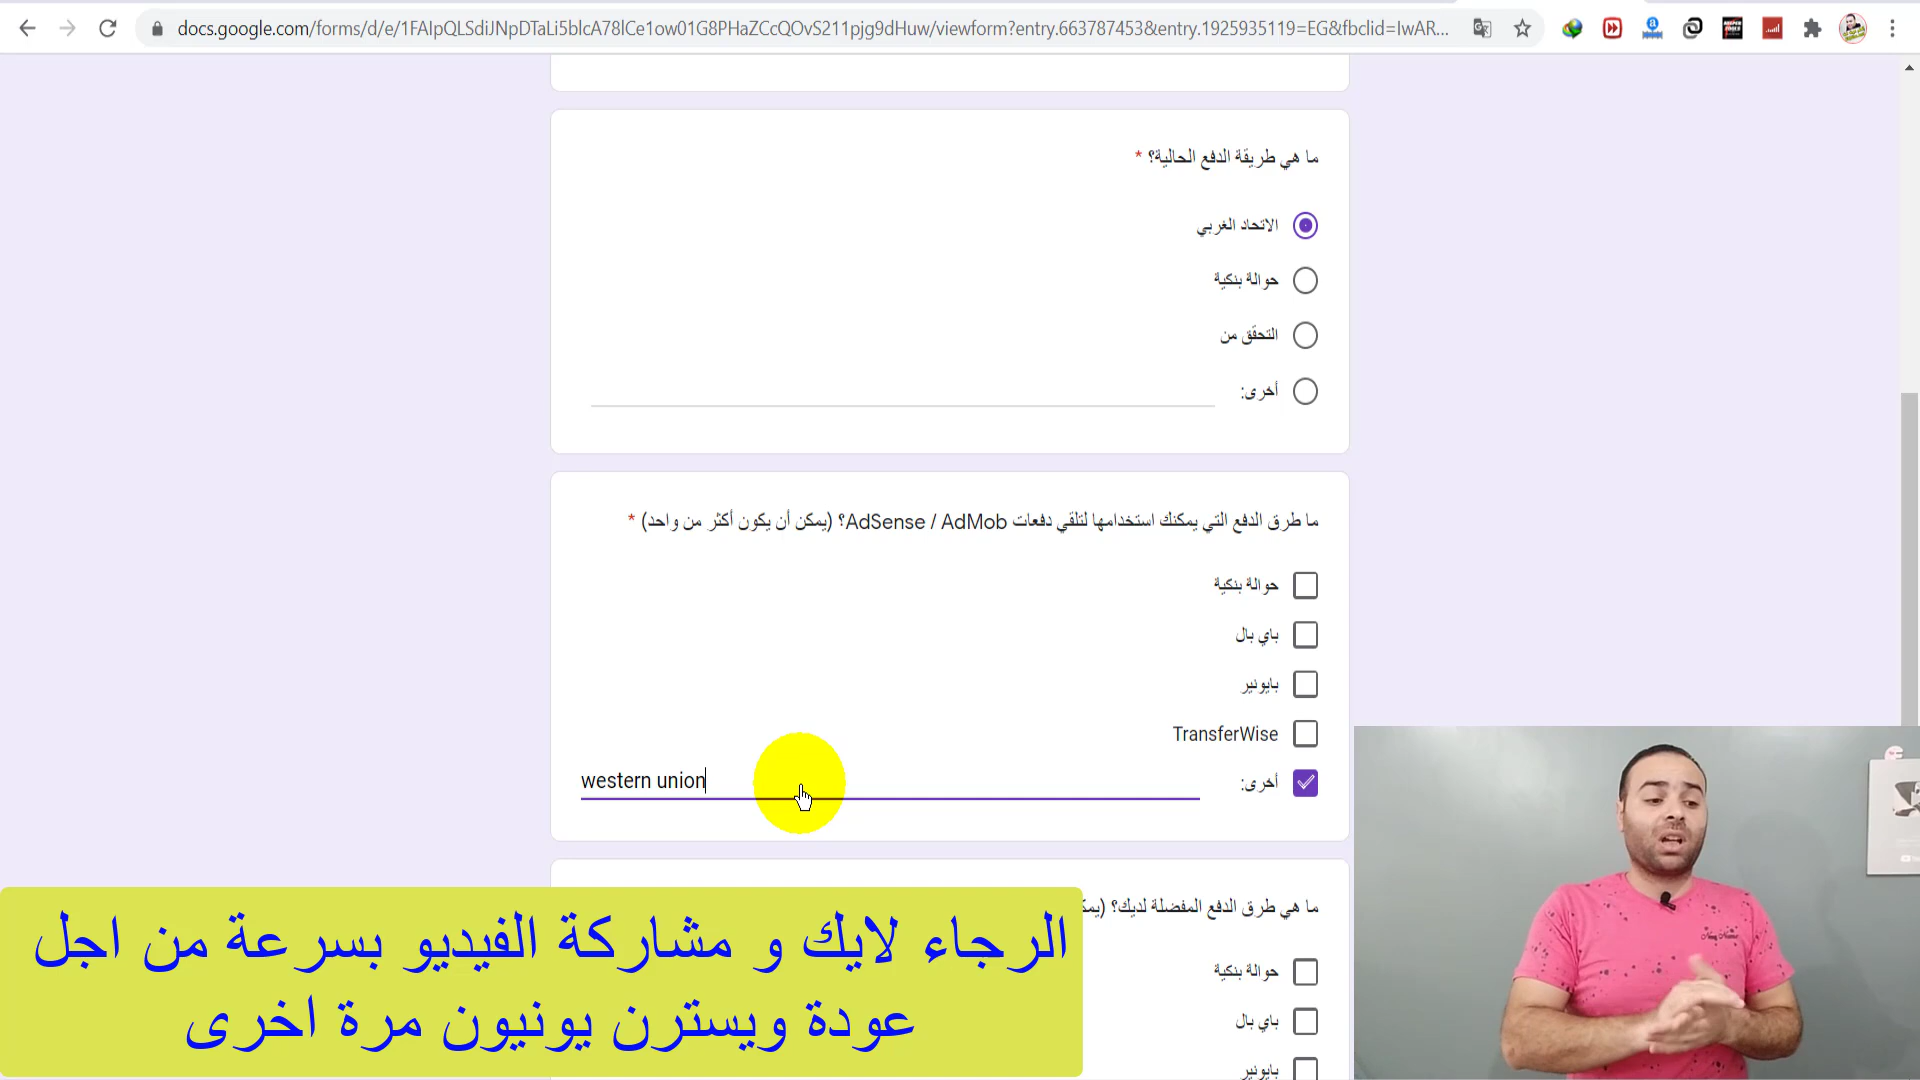 docs.google.com/forms/d/e/1FAIpQLSdiJNpDTaLi5blcA78lCe1ow01G8PHaZCcQOvS211pjg9dHuw/viewform?entry.663787453&entry.1925935119=EG&fbclid=IwAR...
ما هي طريقة الدفع الحالية؟ *
الاتحاد الغربي
حوالة بنكية
التحقق من
أخرى:
ما طرق الدفع التي يمكنك استخدامها لتلقي دفعات AdSense / AdMob؟ (يمكن أن يكون أكثر من واحد) *
حوالة بنكية
باي بال
بايونير
TransferWise
أخرى:
western union
ما هي طرق الدفع المفضلة لديك؟ (يمك
حوالة بنكية
باي بال
بايونير
الرجاء لايك و مشاركة الفيديو بسرعة من اجل
عودة ويسترن يونيون مرة اخرى